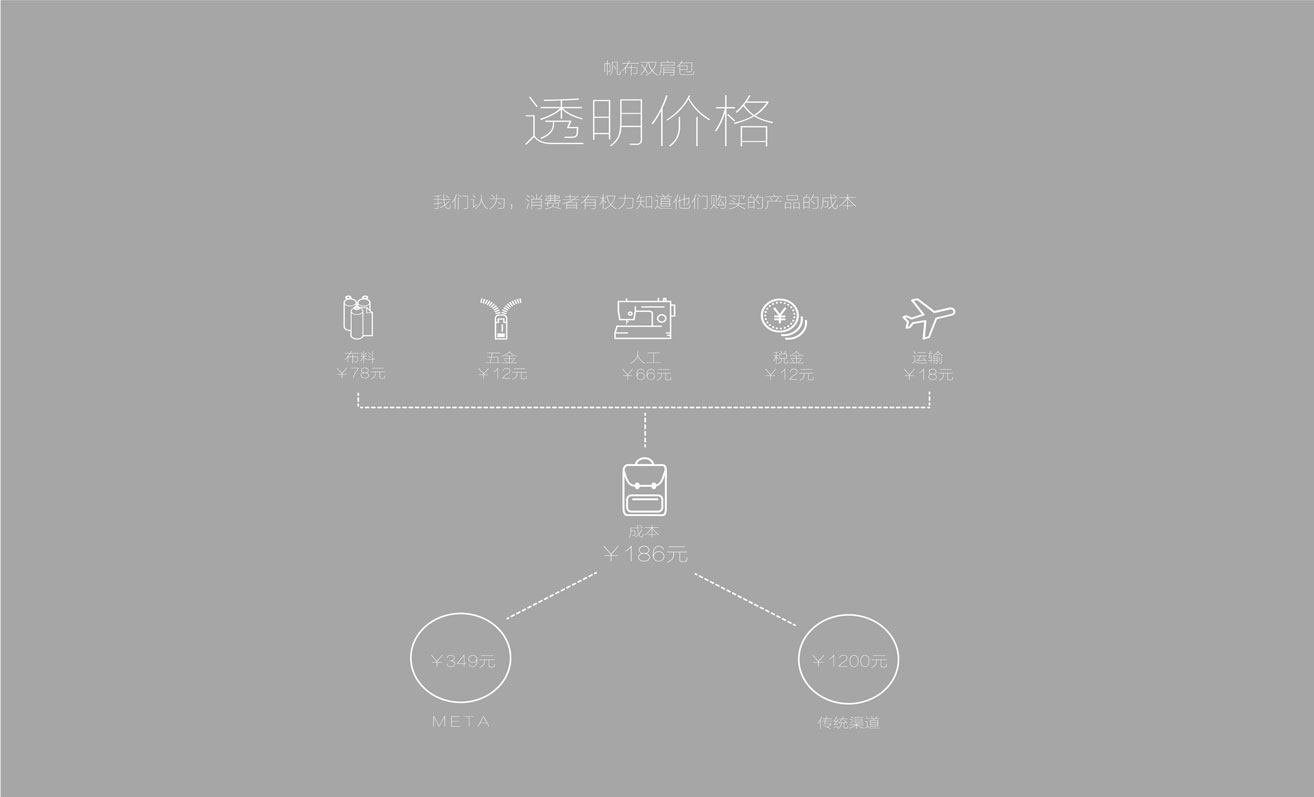 帆布双肩包
透明价格
我们认为，消费者有权力知道他们购买的产品的成本
布料
￥78元
五金
￥12元
人工
￥66元
税金
￥12元
运输
￥18元
成本
￥186元
￥349元
META
￥1200元
传统渠道